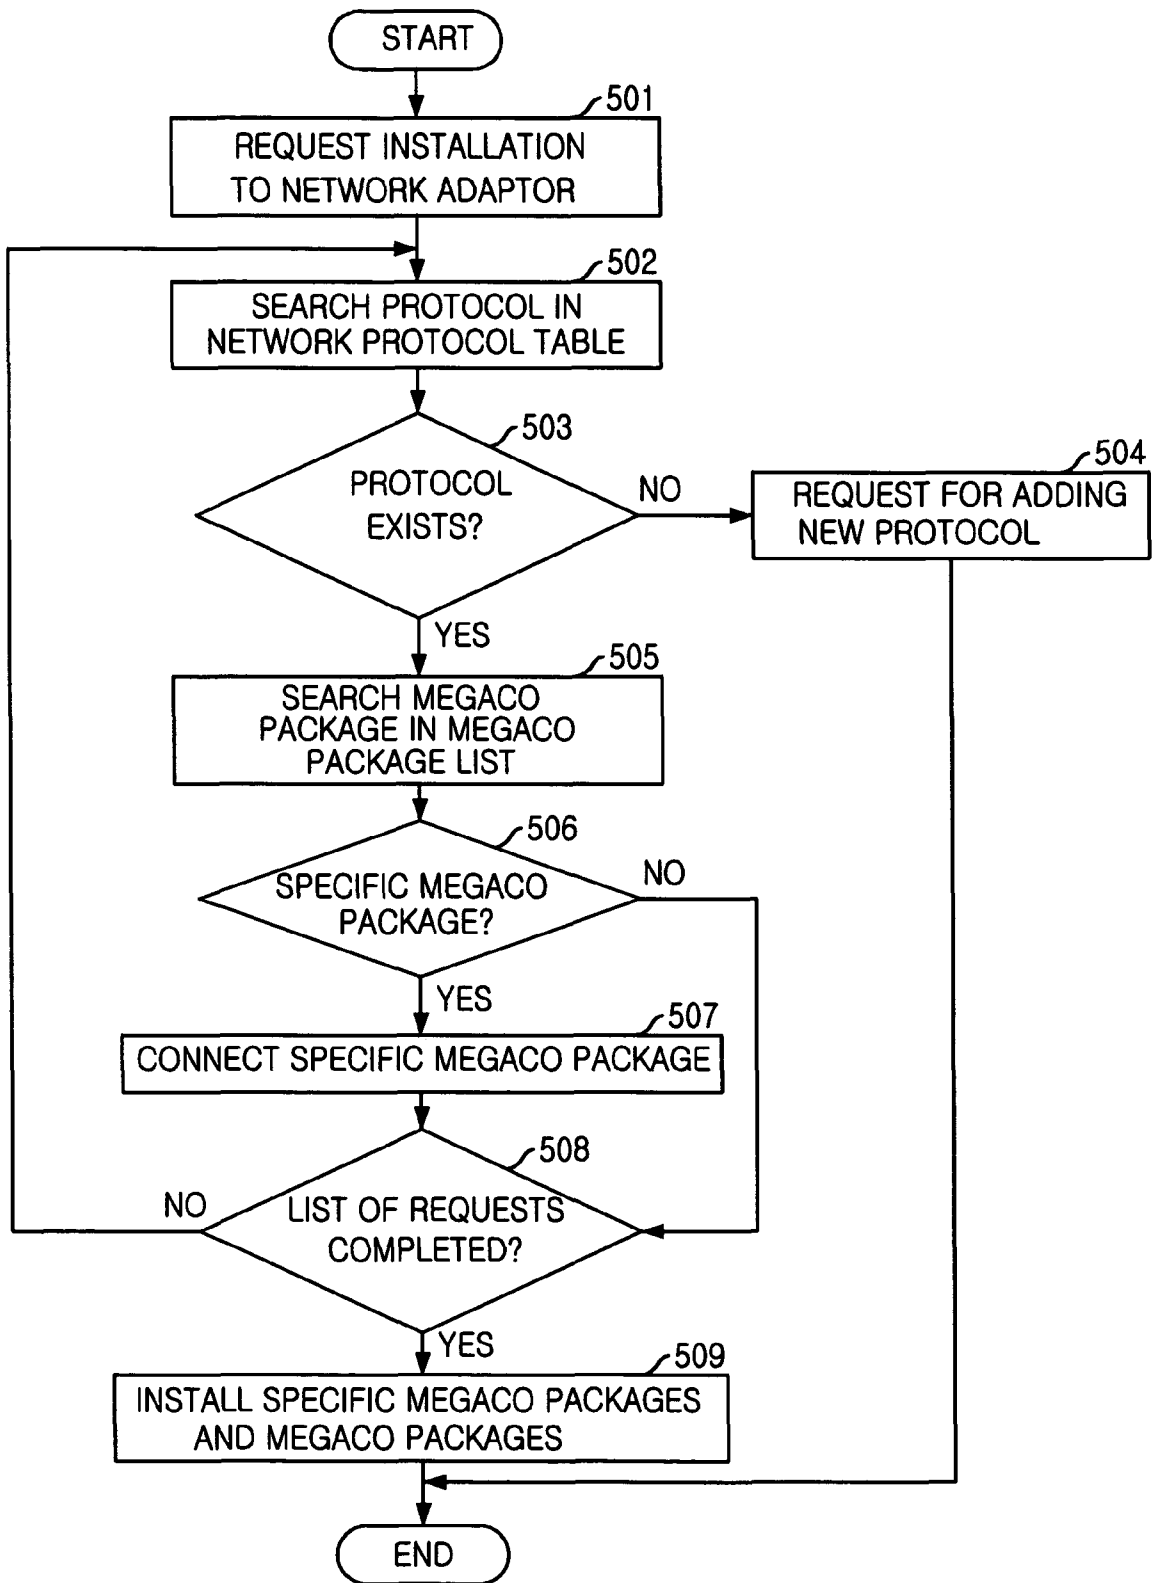 START
501
REQUEST INSTALLATION
TO NETWORK ADAPTOR
502
SEARCH PROTOCOL IN
NETWORK PROTOCOL TABLE
503
PROTOCOL
EXISTS?
NO
504
REQUEST FOR ADDING
NEW PROTOCOL
YES
505
SEARCH MEGACO
PACKAGE IN MEGACO
PACKAGE LIST
506
SPECIFIC MEGACO
PACKAGE?
NO
YES
507
CONNECT SPECIFIC MEGACO PACKAGE
508
LIST OF REQUESTS
COMPLETED?
NO
YES
509
INSTALL SPECIFIC MEGACO PACKAGES
AND MEGACO PACKAGES
END